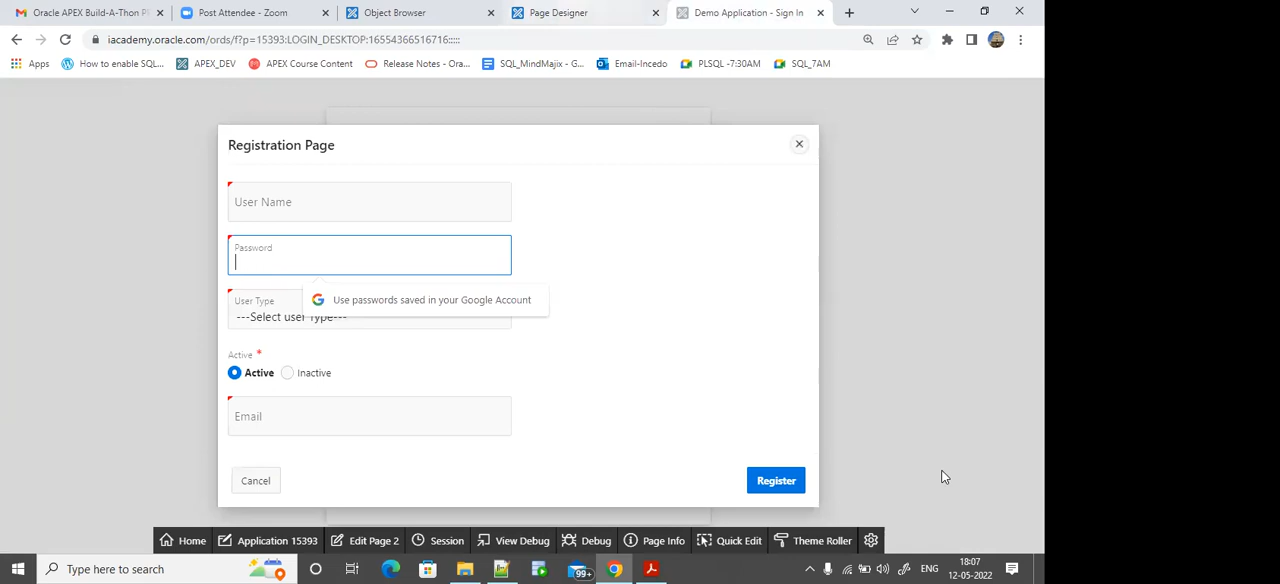 Oracle APEX Build-A-Thon P
Post Attendee - Zoom
Object Browser
Page Designer
Demo Application - Sign In
iacademy.oracle.com/ords/f?p=15393:LOGIN_DESKTOP:16554366516716:::::
Apps
How to enable SQL...
APEX_DEV
APEX Course Content
Release Notes - Ora...
SQL_MindMajix - G...
Email-Incedo
PLSQL -7:30AM
SQL_7AM
Registration Page
User Name
Password
Use passwords saved in your Google Account
User Type
---Select user Type---
Active *
Active
Inactive
Email
Cancel
Register
Home
Application 15393
Edit Page 2
Session
View Debug
Debug
Page Info
Quick Edit
Theme Roller
Type here to search
99+
ENG
18:07
12-05-2022